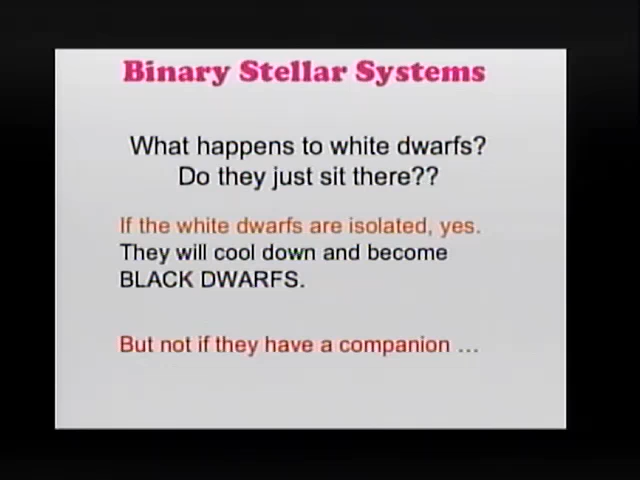 Binary Stellar Systems
What happens to white dwarfs?
Do they just sit there??
If the white dwarfs are isolated, yes.
They will cool down and become
BLACK DWARFS.
But not if they have a companion …